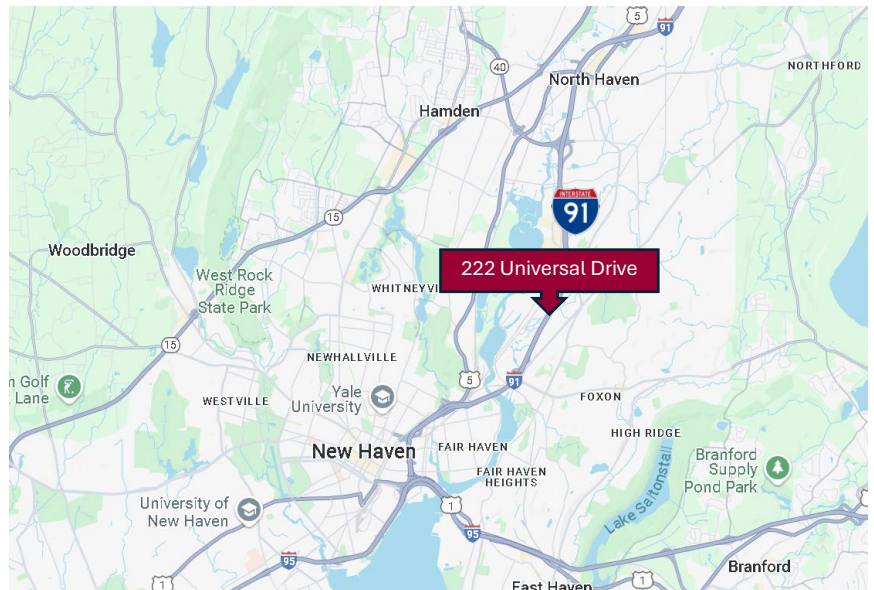 5
91
NORTHFORD
40
North Haven
Hamden
INTERSTATE
91
15
Woodbridge
222 Universal Drive
West Rock
Ridge
State Park
WHITNEYVI
15
NEWHALLVILLE
5
91
Golf
Lane
Yale
University
WESTVILLE
FOXON
HIGH RIDGE
New Haven
FAIR HAVEN
Branford
Supply
Pond Park
FAIR HAVEN
HEIGHTS
University of
New Haven
1
Lake Saltonstall
95
95
1
1
East Haven
Branford